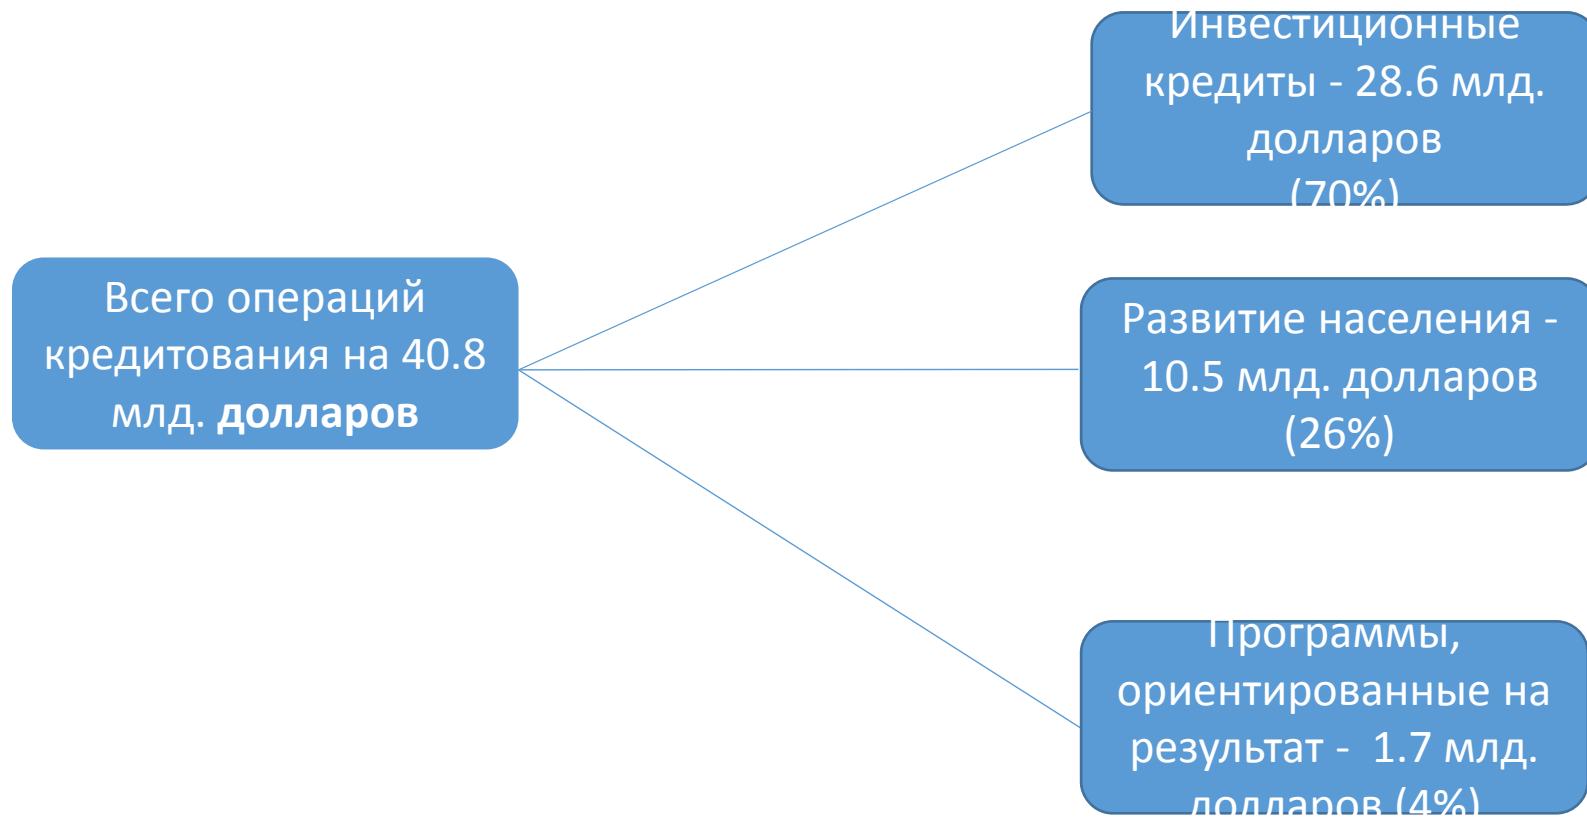 Инвестиционные
кредиты - 28.6 млд.
долларов
(70%)
Всего операций
кредитования на 40.8
млд. долларов
Развитие населения -
10.5 млд. долларов
(26%)
Программы,
ориентированные на
результат - 1.7 млд.
долларов (4%)